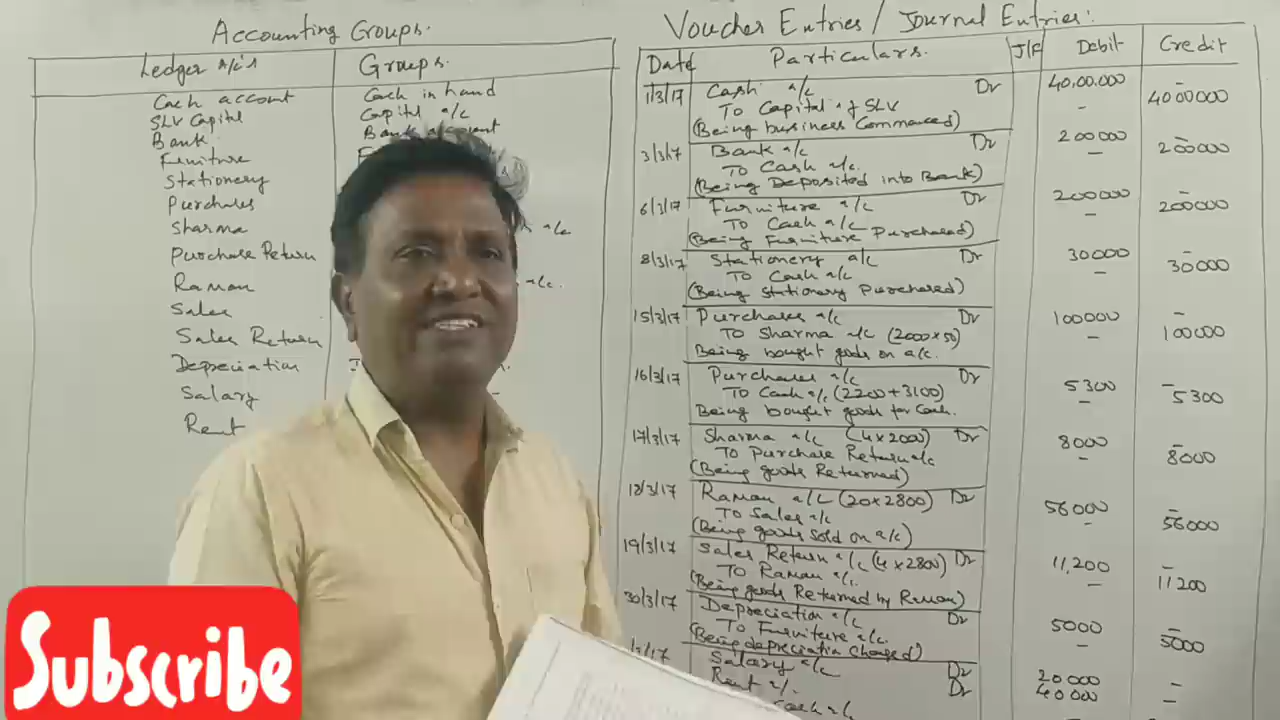 Accounting Groups.
Ledger A/c's Groups.
Cash account Cash in hand
SLV Capital Capital a/c
Bank Bank account
Furniture
Stationery
Purchases
Sharma a/c
Purchase Return
Raman a/c.
Sales
Sales Return
Depreciation
Salary
Rent
Voucher Entries / Journal Entries:
Date Particulars. J/F Debit Credit
1/3/17 Cash a/c Dr 40,00,000 -
To Capital of SLV - 4000000
(Being business Commenced)
3/3/17 Bank a/c Dr 200000 -
To Cash a/c. - 200000
(Being Deposited into Bank)
6/3/17 Furniture a/c Dr 200000 -
To Cash a/c - 200000
(Being Furniture Purchased)
8/3/17 Stationery a/c Dr 30000 -
To Cash a/c - 30000
(Being Stationary Purchased)
15/3/17 Purchases a/c Dr 100000 -
To Sharma a/c (2000x50) - 100000
Being bought goods on a/c.
16/3/17 Purchases a/c Dr 5300 -
To Cash a/c (2200+3100) - 5300
Being bought goods for Cash.
17/3/17 Sharma a/c (4x2000) Dr 8000 -
To Purchase Return a/c - 8000
(Being goods Returned)
18/3/17 Raman a/c (20x2800) Dr 56000 -
To Sales a/c - 56000
(Being goods Sold on a/c)
19/3/17 Sales Return a/c (4x2800) Dr 11,200 -
To Raman a/c. - 11200
(Being goods Returned by Raman)
30/3/17 Depreciation a/c Dr 5000 -
To Furniture a/c. - 5000
(Being depreciation Charged)
Salary a/c Dr 20000 -
Rent a/c. Dr 40000
Cash a/c
Subscribe